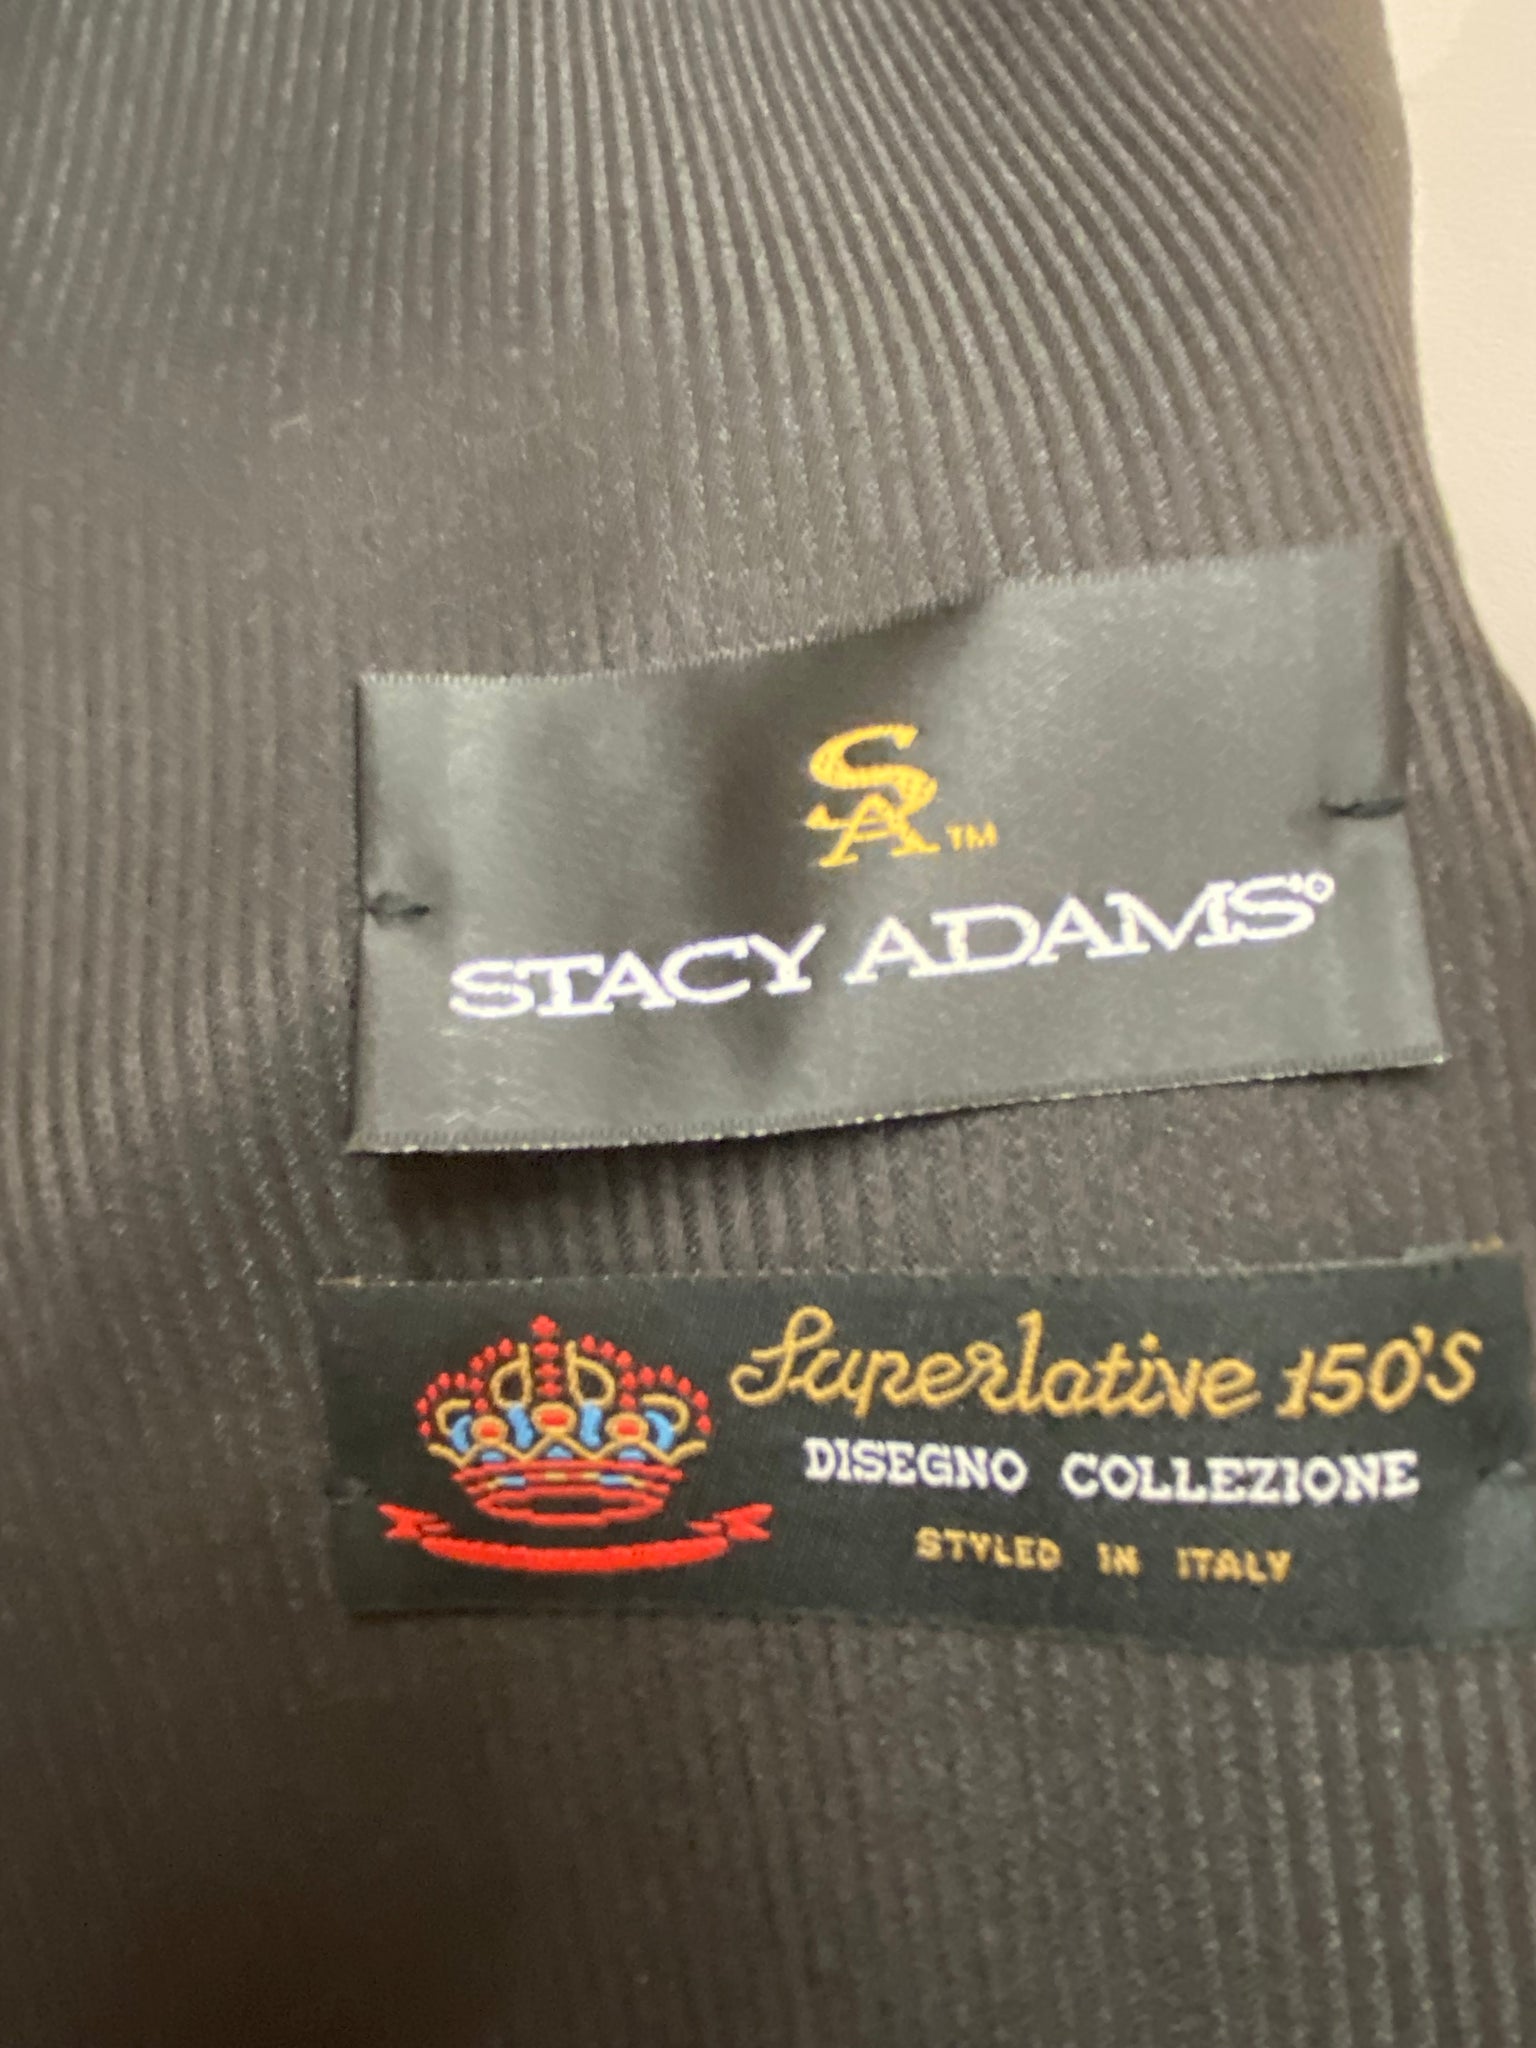 SA™
STACY ADAMS®
Superlative 150'S
DISEGNO COLLEZIONE
STYLED IN ITALY